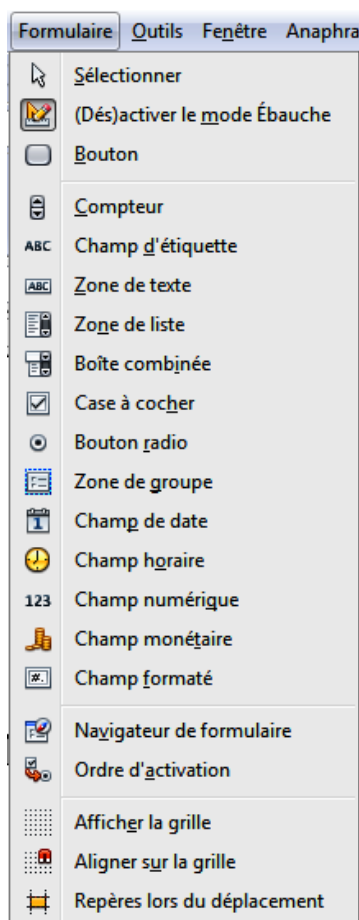 Formulaire Outils Fenêtre Anaphra
Sélectionner
(Dés)activer le mode Ébauche
Bouton
Compteur
ABC Champ d'étiquette
ABC Zone de texte
Zone de liste
Boîte combinée
Case à cocher
Bouton radio
Zone de groupe
1 Champ de date
Champ horaire
123 Champ numérique
Champ monétaire
#. Champ formaté
Navigateur de formulaire
Ordre d'activation
Afficher la grille
Aligner sur la grille
Repères lors du déplacement